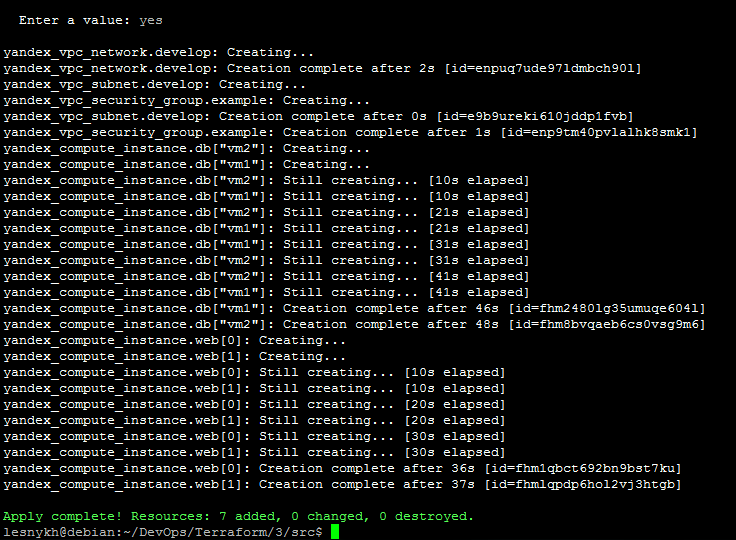 Enter a value: yes
yandex_vpc_network.develop: Creating...
yandex_vpc_network.develop: Creation complete after 2s [id=enpuq7ude97ldmbch90l]
yandex_vpc_subnet.develop: Creating...
yandex_vpc_security_group.example: Creating...
yandex_vpc_subnet.develop: Creation complete after 0s [id=e9b9ureki610jddp1fvb]
yandex_vpc_security_group.example: Creation complete after 1s [id=enp9tm40pvlalhk8smk1]
yandex_compute_instance.db["vm2"]: Creating...
yandex_compute_instance.db["vm1"]: Creating...
yandex_compute_instance.db["vm2"]: Still creating... [10s elapsed]
yandex_compute_instance.db["vm1"]: Still creating... [10s elapsed]
yandex_compute_instance.db["vm2"]: Still creating... [21s elapsed]
yandex_compute_instance.db["vm1"]: Still creating... [21s elapsed]
yandex_compute_instance.db["vm1"]: Still creating... [31s elapsed]
yandex_compute_instance.db["vm2"]: Still creating... [31s elapsed]
yandex_compute_instance.db["vm2"]: Still creating... [41s elapsed]
yandex_compute_instance.db["vm1"]: Still creating... [41s elapsed]
yandex_compute_instance.db["vm1"]: Creation complete after 46s [id=fhm2480lg35umuqe604l]
yandex_compute_instance.db["vm2"]: Creation complete after 48s [id=fhm8bvqaeb6cs0vsg9m6]
yandex_compute_instance.web[0]: Creating...
yandex_compute_instance.web[1]: Creating...
yandex_compute_instance.web[0]: Still creating... [10s elapsed]
yandex_compute_instance.web[1]: Still creating... [10s elapsed]
yandex_compute_instance.web[0]: Still creating... [20s elapsed]
yandex_compute_instance.web[1]: Still creating... [20s elapsed]
yandex_compute_instance.web[0]: Still creating... [30s elapsed]
yandex_compute_instance.web[1]: Still creating... [30s elapsed]
yandex_compute_instance.web[0]: Creation complete after 36s [id=fhm1qbct692bn9bst7ku]
yandex_compute_instance.web[1]: Creation complete after 37s [id=fhmlqpdp6hol2vj3htgb]
Apply complete! Resources: 7 added, 0 changed, 0 destroyed.
lesnykh@debian:~/DevOps/Terraform/3/src$